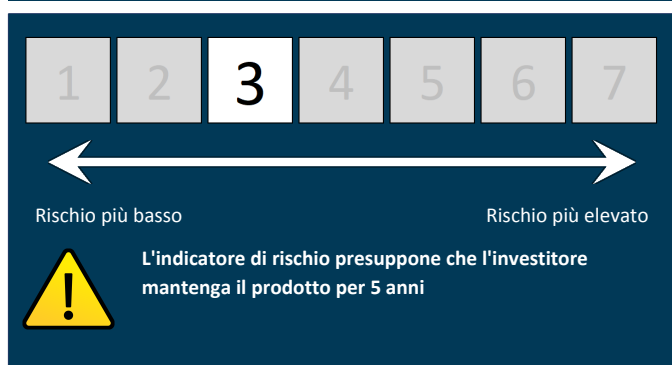 1 2 3 4 5 6 7
Rischio più basso Rischio più elevato
L'indicatore di rischio presuppone che l'investitore
mantenga il prodotto per 5 anni